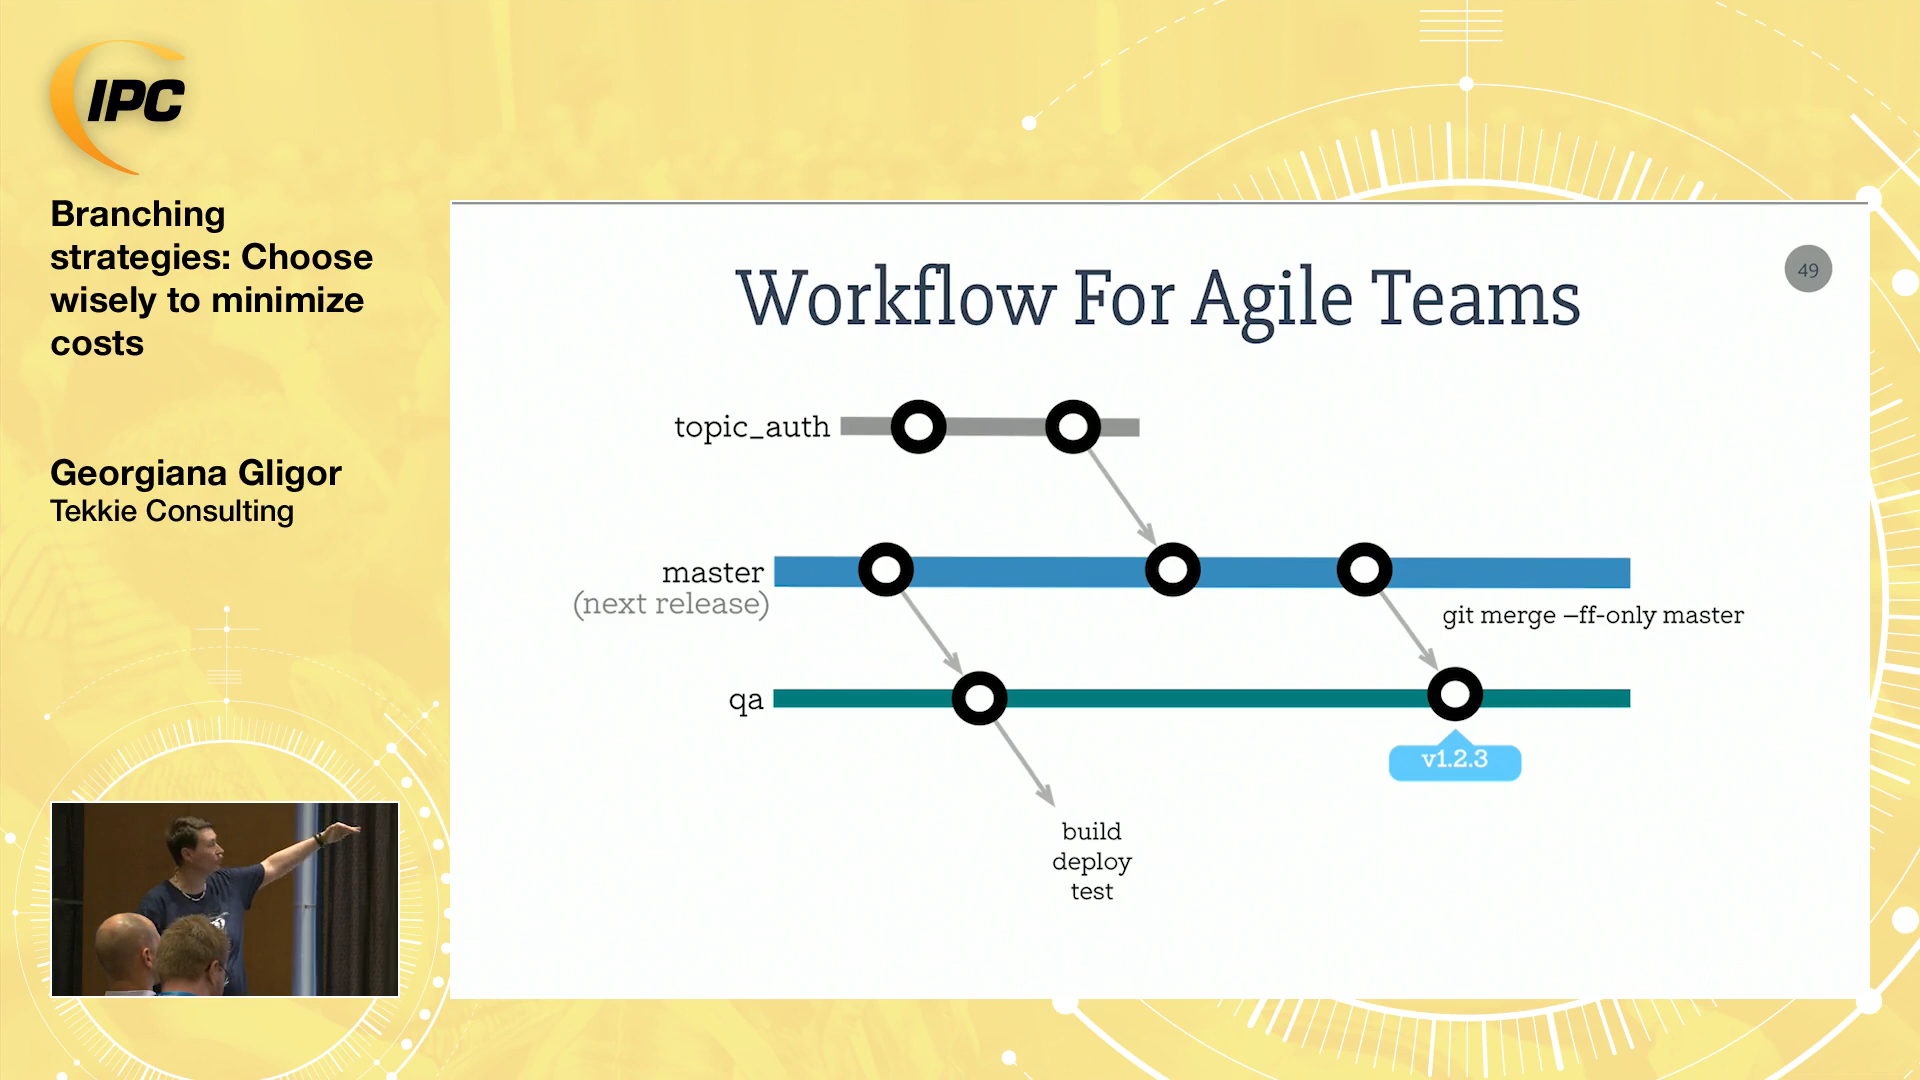 IPC
Branching
strategies: Choose
wisely to minimize
costs
Georgiana Gligor
Tekkie Consulting
Workflow For Agile Teams
49
topic_auth
master
(next release)
git merge –ff-only master
qa
v1.2.3
build
deploy
test